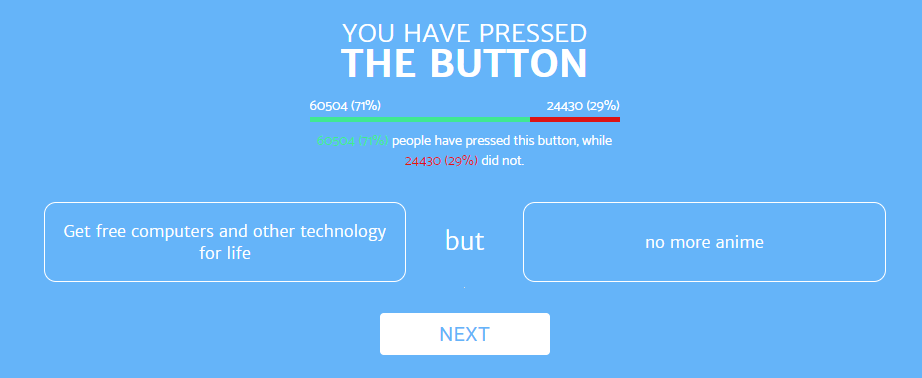 YOU HAVE PRESSED
THE BUTTON
60504 (71%) 24430 (29%)
60504 (71%) people have pressed this button, while
24430 (29%) did not.
Get free computers and other technology
for life
but
no more anime
NEXT